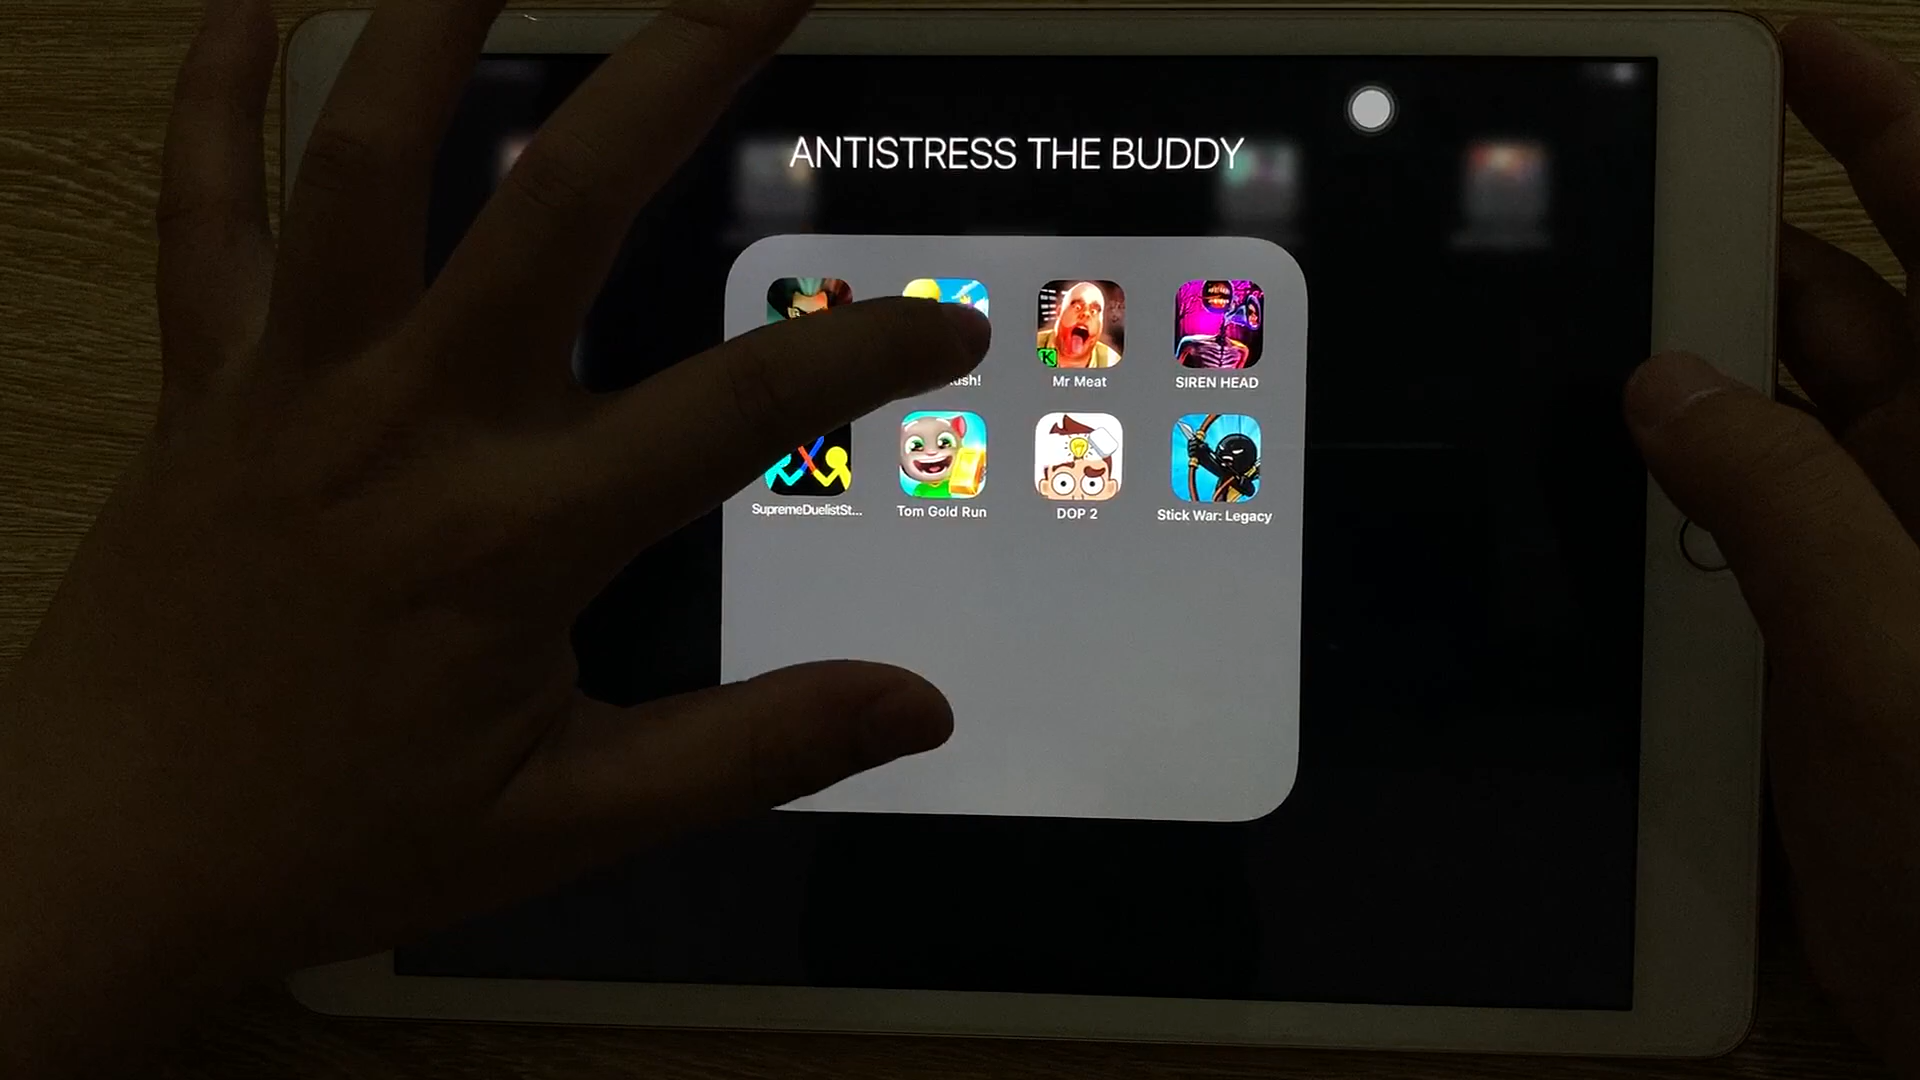 ANTISTRESS THE BUDDY
Mr Meat
SIREN HEAD
SupremeDuelistSt...
Tom Gold Run
DOP 2
Stick War: Legacy
K